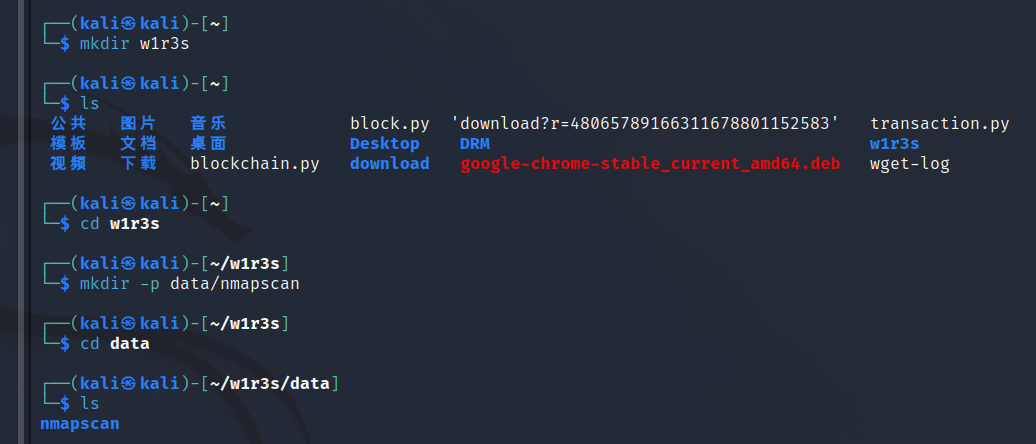 ┌──(kali㉿kali)-[~]
└─$ mkdir w1r3s
┌──(kali㉿kali)-[~]
└─$ ls
公共 图片 音乐 block.py 'download?r=48065789166311678801152583' transaction.py
模板 文档 桌面 Desktop DRM w1r3s
视频 下载 blockchain.py download google-chrome-stable_current_amd64.deb wget-log
┌──(kali㉿kali)-[~]
└─$ cd w1r3s
┌──(kali㉿kali)-[~/w1r3s]
└─$ mkdir -p data/nmapscan
┌──(kali㉿kali)-[~/w1r3s]
└─$ cd data
┌──(kali㉿kali)-[~/w1r3s/data]
└─$ ls
nmapscan